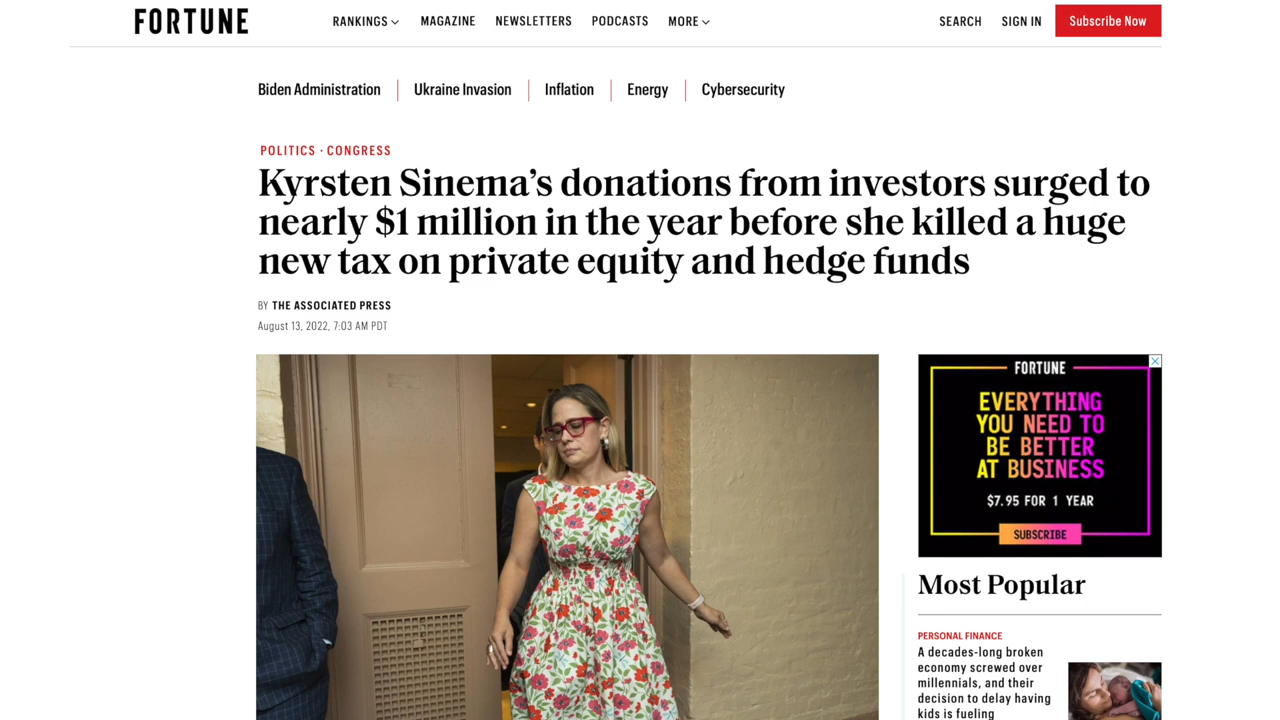 FORTUNE
RANKINGS
MAGAZINE
NEWSLETTERS
PODCASTS
MORE
SEARCH
SIGN IN
Subscribe Now
Biden Administration
Ukraine Invasion
Inflation
Energy
Cybersecurity
POLITICS · CONGRESS
Kyrsten Sinema’s donations from investors surged to
nearly $1 million in the year before she killed a huge
new tax on private equity and hedge funds
BY THE ASSOCIATED PRESS
August 13, 2022, 7:03 AM PDT
FORTUNE
EVERYTHING
YOU NEED TO
BE BETTER
AT BUSINESS
$7.95 FOR 1 YEAR
SUBSCRIBE
Most Popular
PERSONAL FINANCE
A decades-long broken
economy screwed over
millennials, and their
decision to delay having
kids is fueling